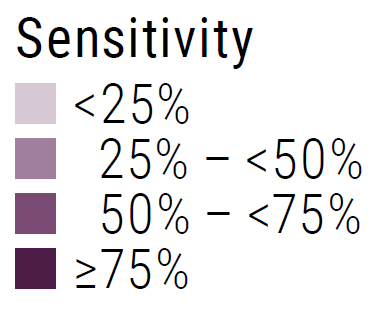 Sensitivity
<25%
25% – <50%
50% – <75%
≥75%